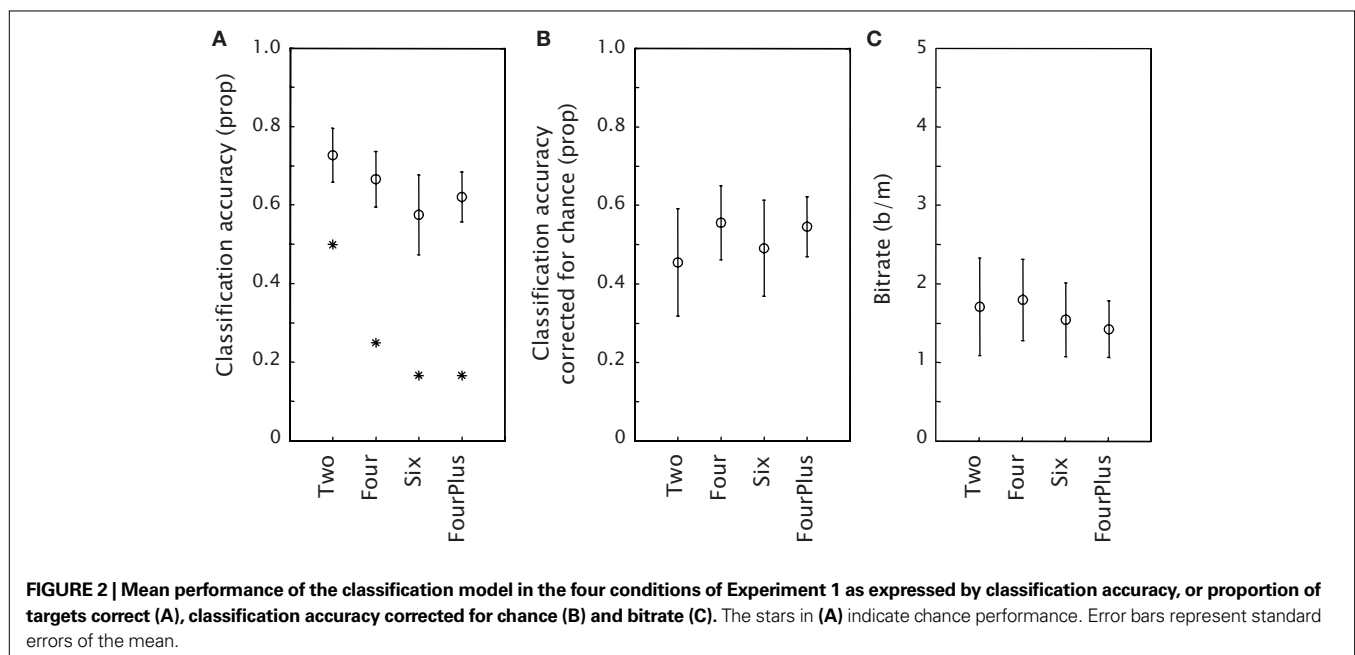 A
1.0
0.8
0.6
0.4
0.2
0
Classification accuracy (prop)
Two
Four
Six
FourPlus
B
1.0
0.8
0.6
0.4
0.2
0
Classification accuracy
corrected for chance (prop)
Two
Four
Six
FourPlus
C
5
4
3
2
1
0
Bitrate (b/m)
Two
Four
Six
FourPlus
FIGURE 2 | Mean performance of the classification model in the four conditions of Experiment 1 as expressed by classification accuracy, or proportion of
targets correct (A), classification accuracy corrected for chance (B) and bitrate (C). The stars in (A) indicate chance performance. Error bars represent standard
errors of the mean.